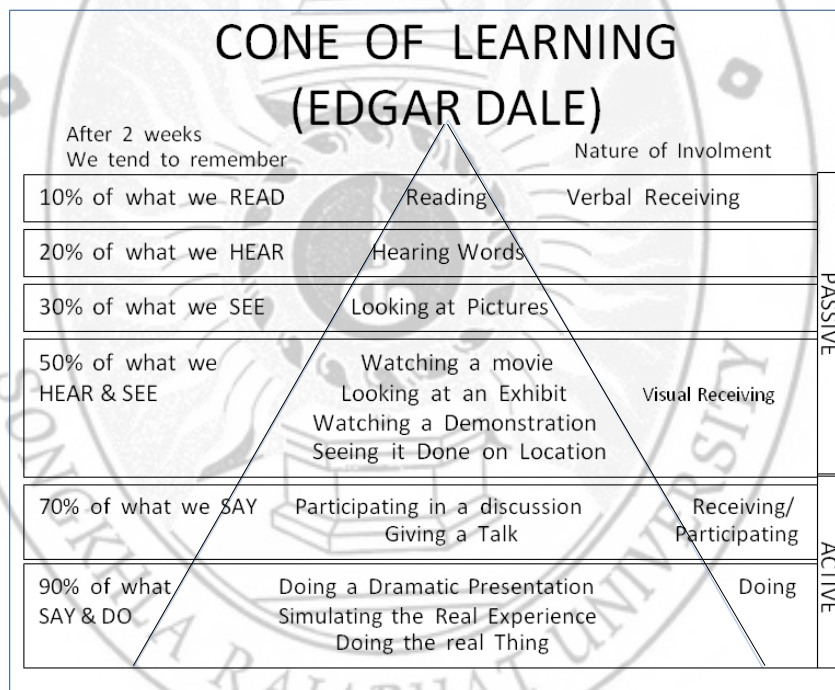 CONE OF LEARNING
(EDGAR DALE)
After 2 weeks
We tend to remember
Nature of Involment
10% of what we READ
Reading
Verbal Receiving
20% of what we HEAR
Hearing Words
30% of what we SEE
Looking at Pictures
50% of what we
HEAR & SEE
Watching a movie
Looking at an Exhibit
Watching a Demonstration
Seeing it Done on Location
Visual Receiving
PASSIVE
70% of what we SAY
Participating in a discussion
Giving a Talk
Receiving/
Participating
90% of what
SAY & DO
Doing a Dramatic Presentation
Simulating the Real Experience
Doing the real Thing
Doing
ACTIVE
SONGKHLA RAJABHAT UNIVERSITY